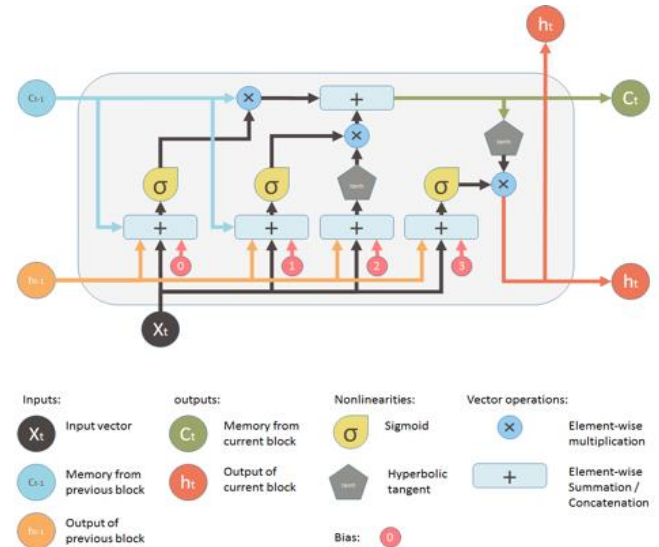 ht
Ct-1
×
+
Ct
tanh
×
σ
σ
tanh
σ
×
+
+
+
+
0
1
2
3
ht-1
ht
Xt
Inputs:
outputs:
Nonlinearities:
Vector operations:
Xt
Input vector
Ct
Memory from
current block
σ
Sigmoid
×
Element-wise
multiplication
Ct-1
Memory from
previous block
ht
Output of
current block
tanh
Hyperbolic
tangent
+
Element-wise
Summation /
Concatenation
ht-1
Output of
previous block
Bias:
0